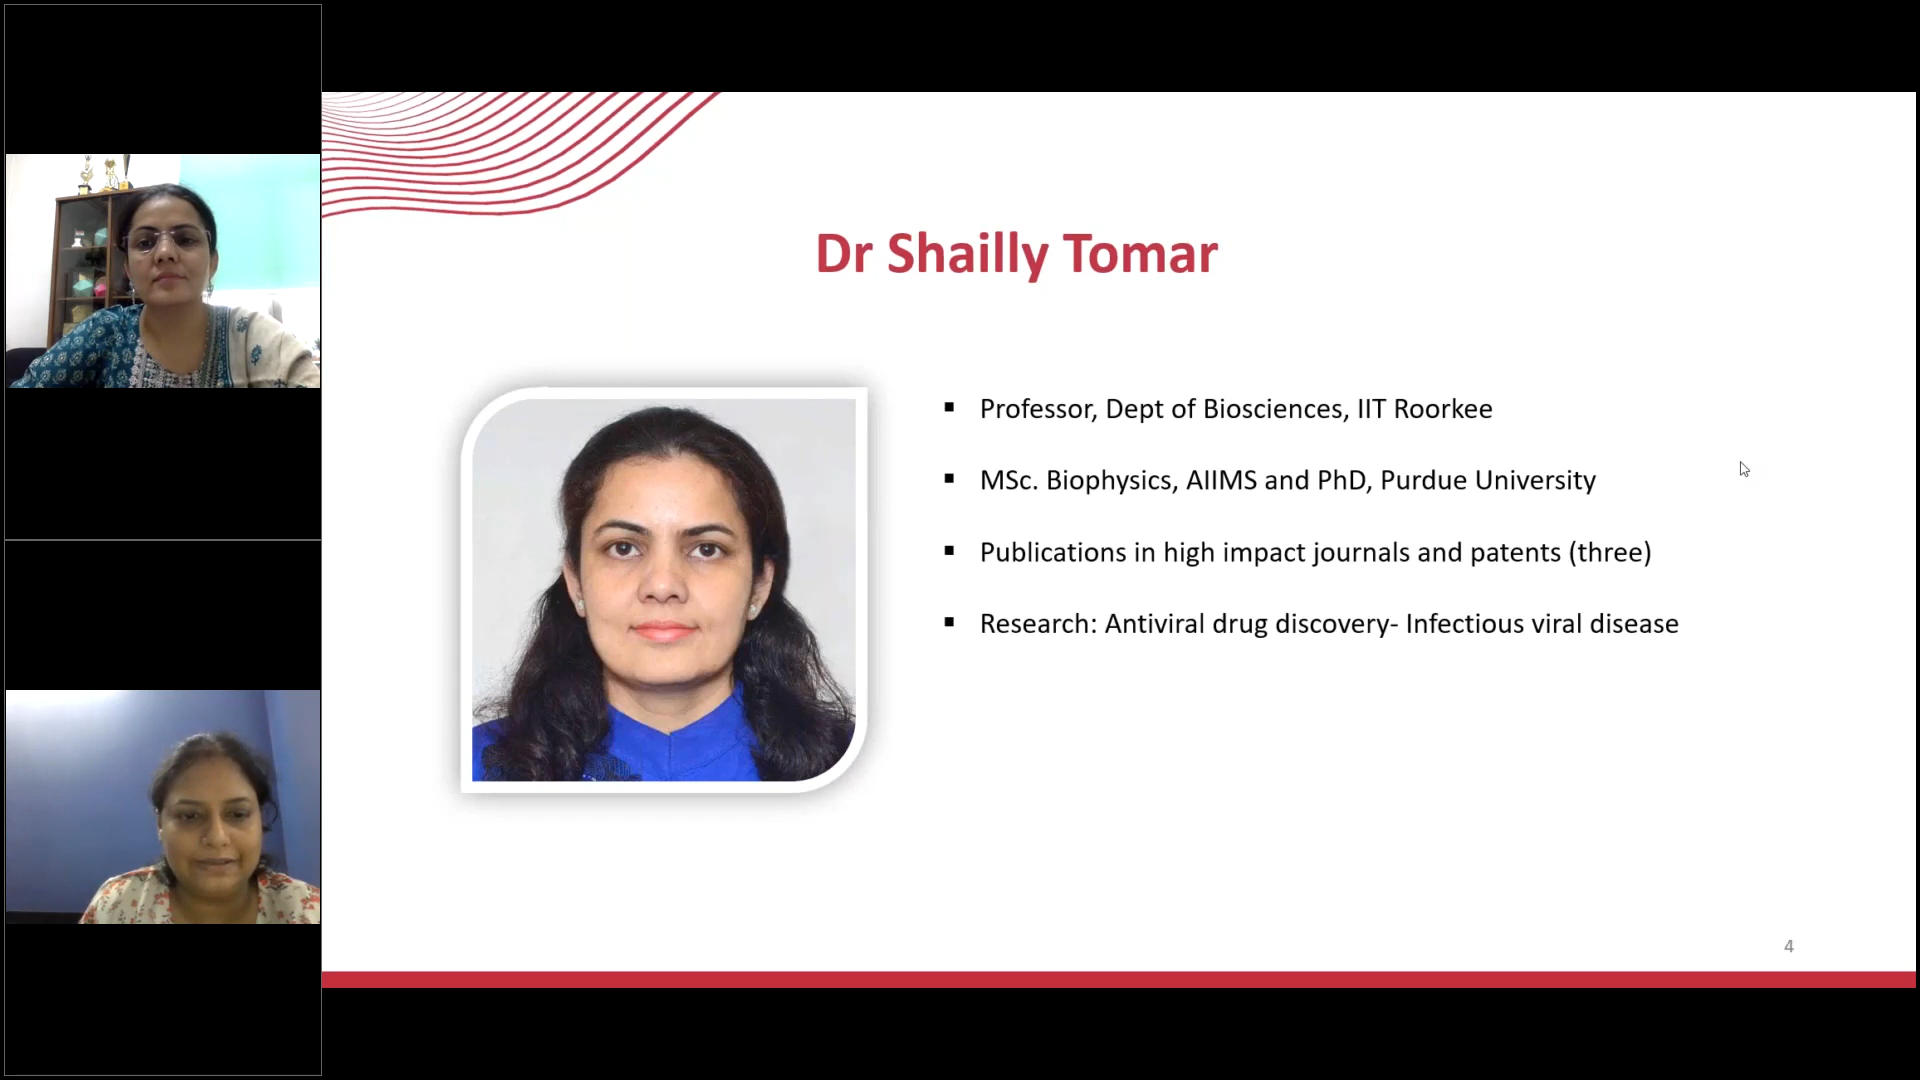 Dr Shailly Tomar
▪ Professor, Dept of Biosciences, IIT Roorkee
▪ MSc. Biophysics, AIIMS and PhD, Purdue University
▪ Publications in high impact journals and patents (three)
▪ Research: Antiviral drug discovery- Infectious viral disease
4